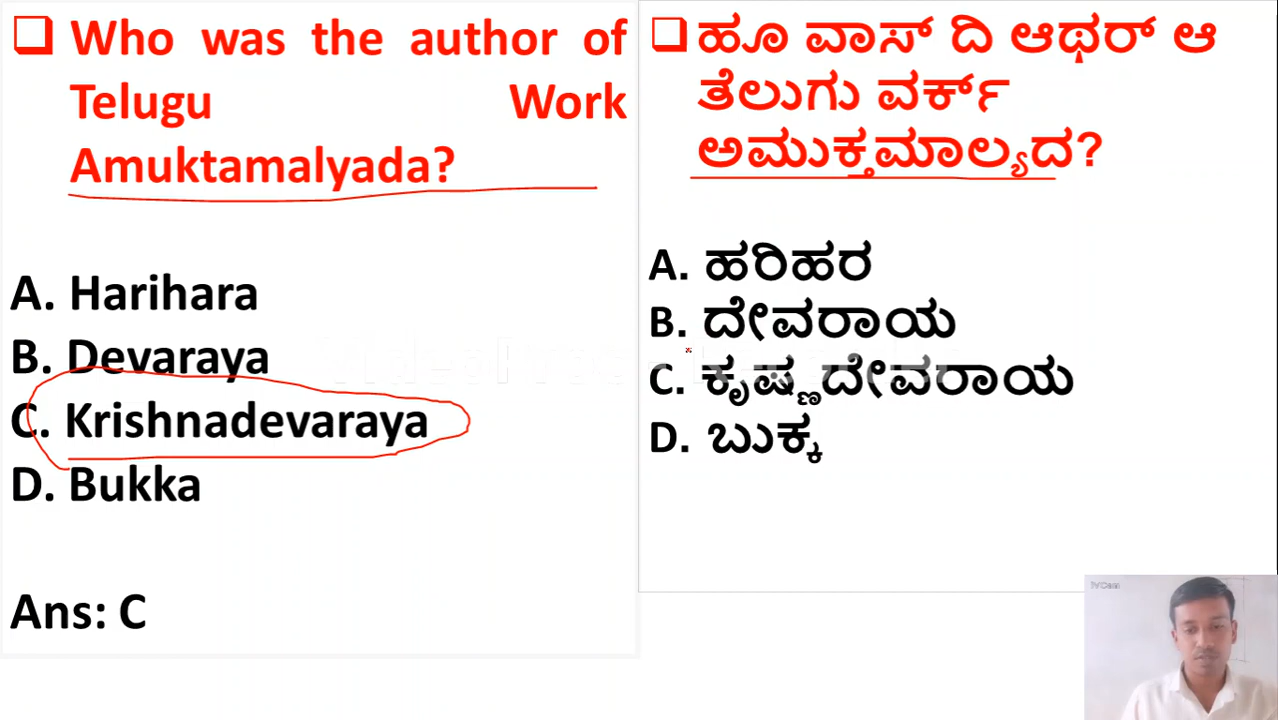 Who was the author of
Telugu Work
Amuktamalyada?
A. Harihara
B. Devaraya
C. Krishnadevaraya
D. Bukka
Ans: C
ಹೂ ವಾಸ್ ದಿ ಆಥರ್ ಆ
ತೆಲುಗು ವರ್ಕ್
ಅಮುಕ್ತಮಾಲ್ಯದ?
A. ಹರಿಹರ
B. ದೇವರಾಯ
C. ಕೃಷ್ಣದೇವರಾಯ
D. ಬುಕ್ಕ
iVCam